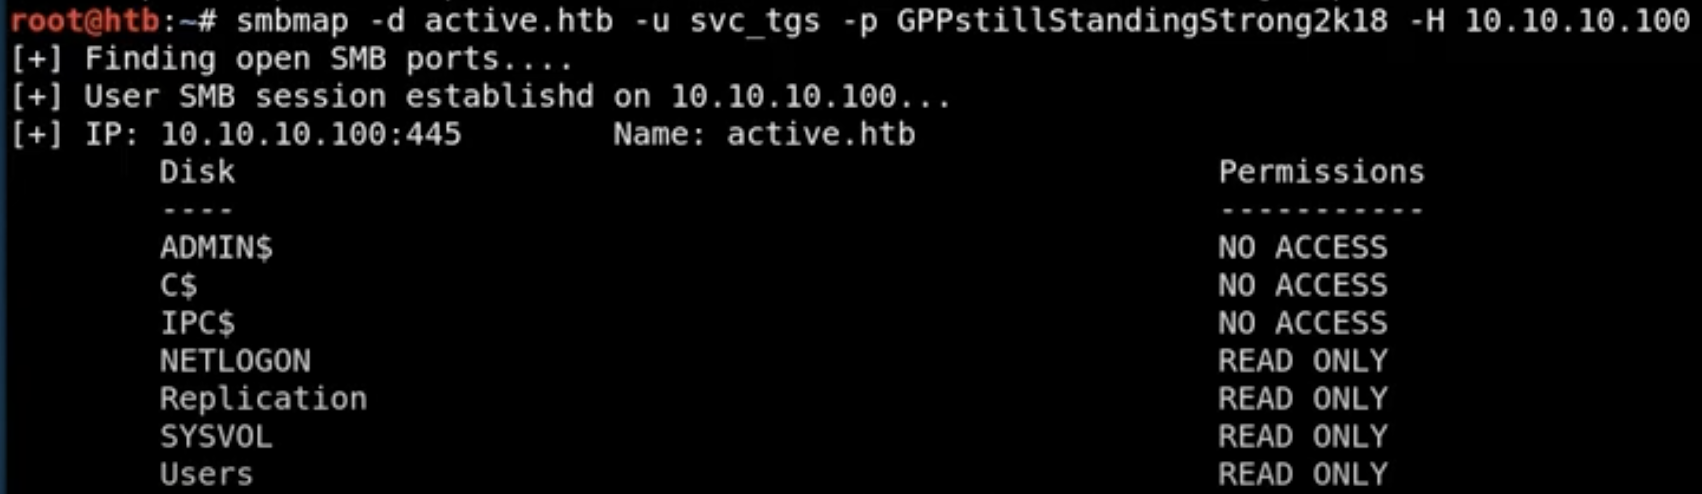 root@htb:~# smbmap -d active.htb -u svc_tgs -p GPPstillStandingStrong2k18 -H 10.10.10.100
[+] Finding open SMB ports....
[+] User SMB session establishd on 10.10.10.100...
[+] IP: 10.10.10.100:445 Name: active.htb
Disk Permissions
---- -----------
ADMIN$ NO ACCESS
C$ NO ACCESS
IPC$ NO ACCESS
NETLOGON READ ONLY
Replication READ ONLY
SYSVOL READ ONLY
Users READ ONLY